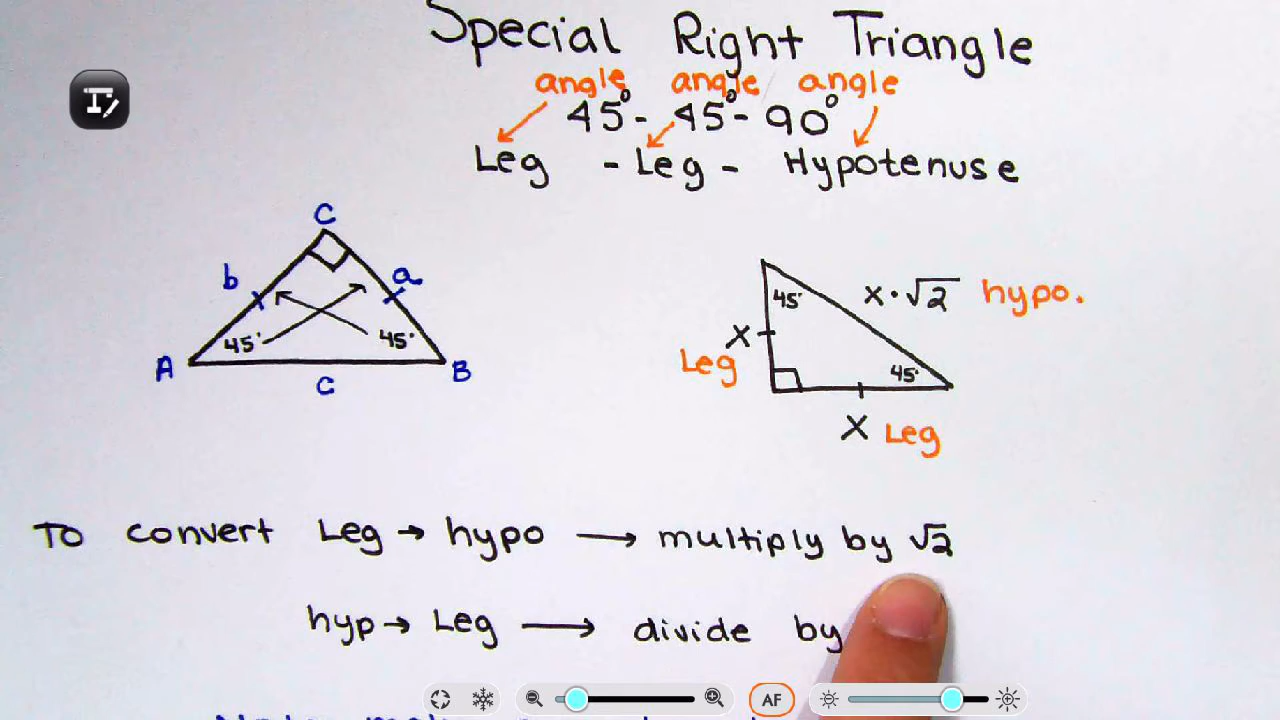 Special Right Triangle
angle angle angle
45° - 45° - 90°
Leg - Leg - Hypotenuse
C
b
a
45°
45°
A
B
C
45°
x · √2 hypo.
x
Leg
45°
x Leg
To convert Leg → hypo → multiply by √2
hyp → Leg → divide by
AF